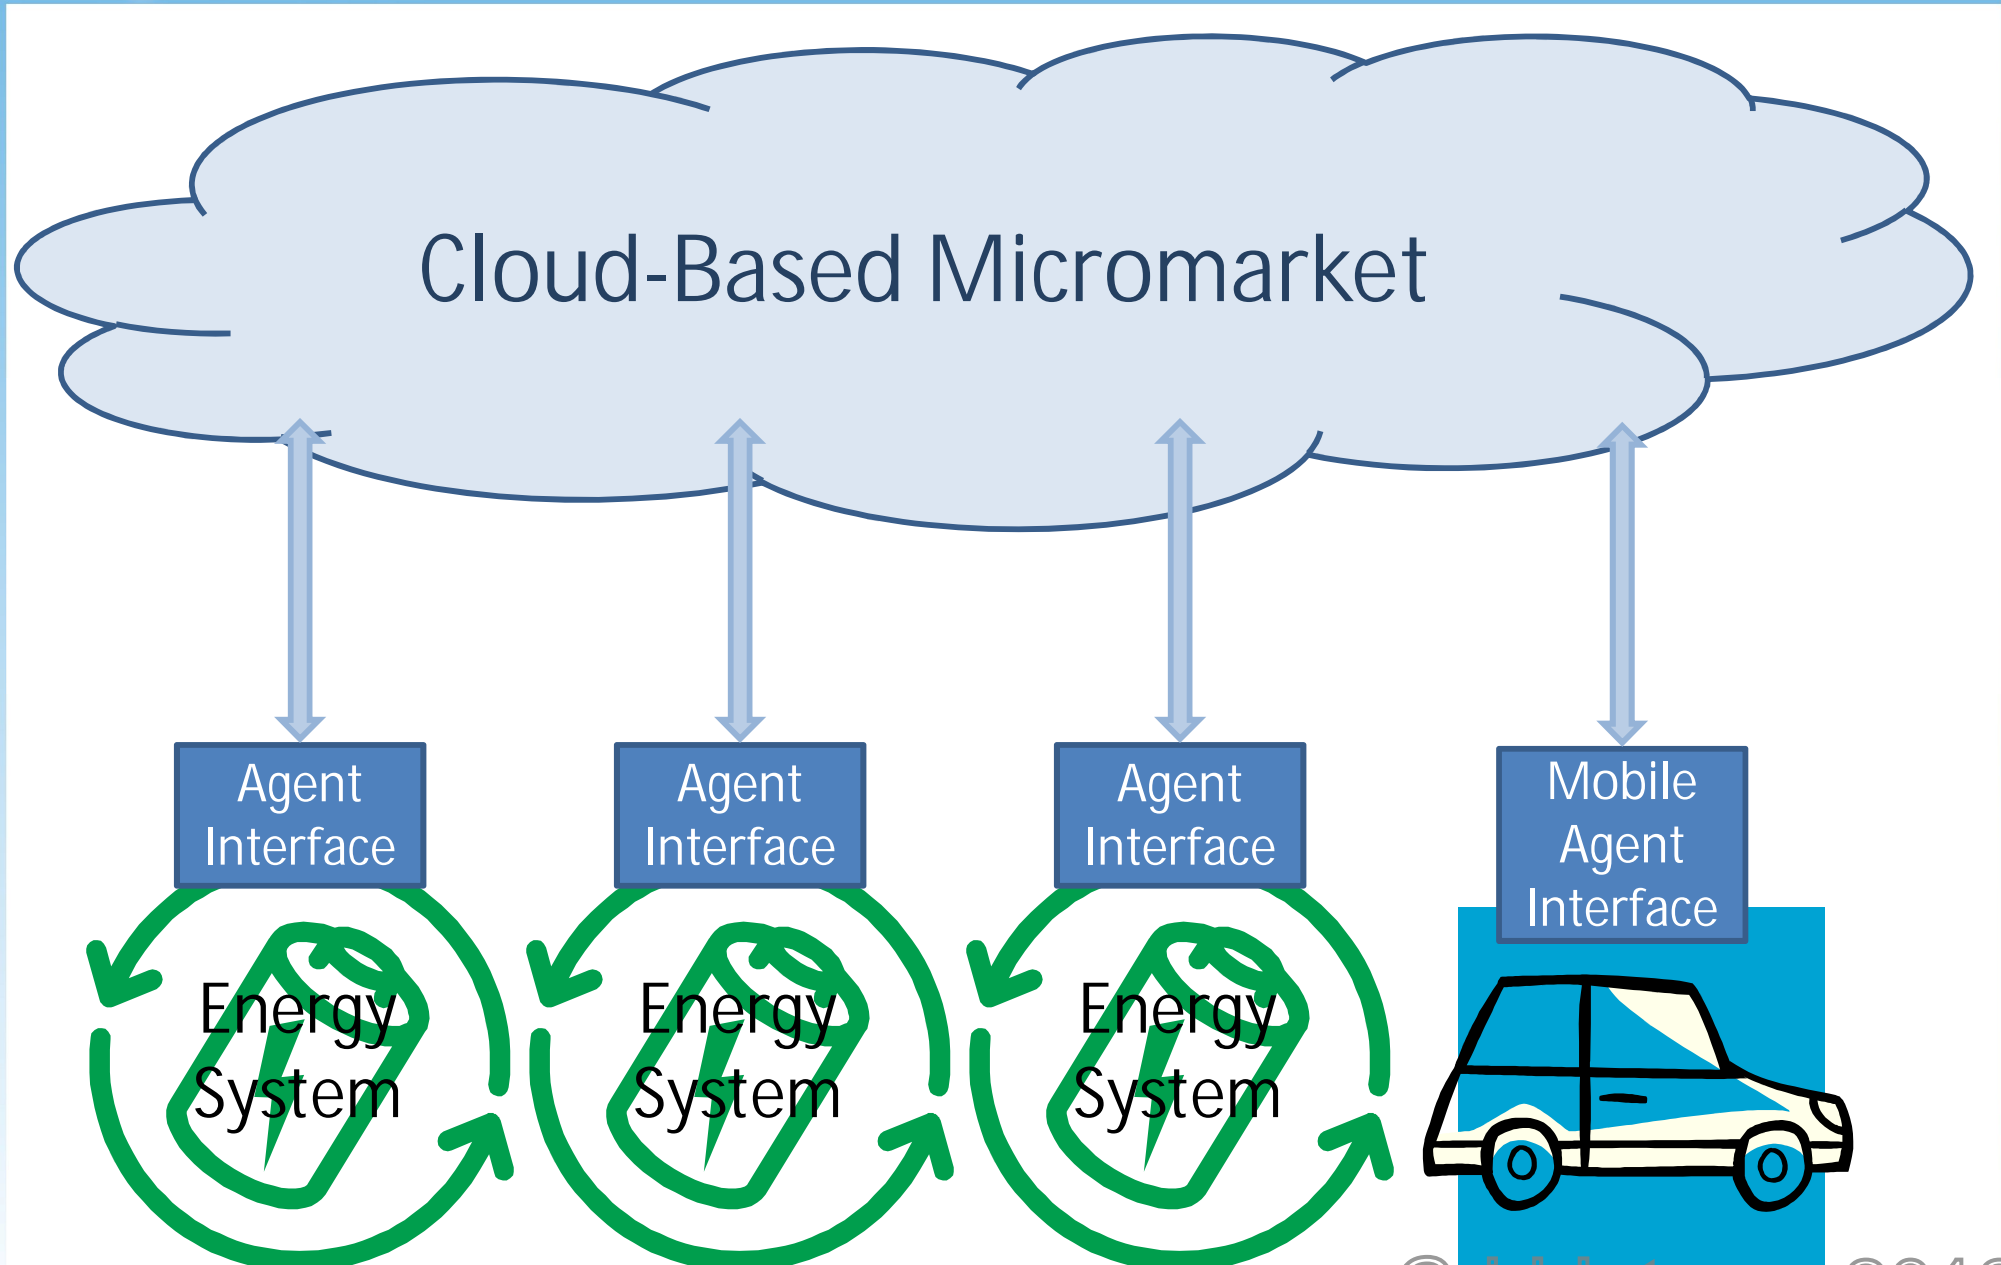 Cloud-Based Micromarket
Agent
Interface
Agent
Interface
Agent
Interface
Mobile
Agent
Interface
Energy
System
Energy
System
Energy
System